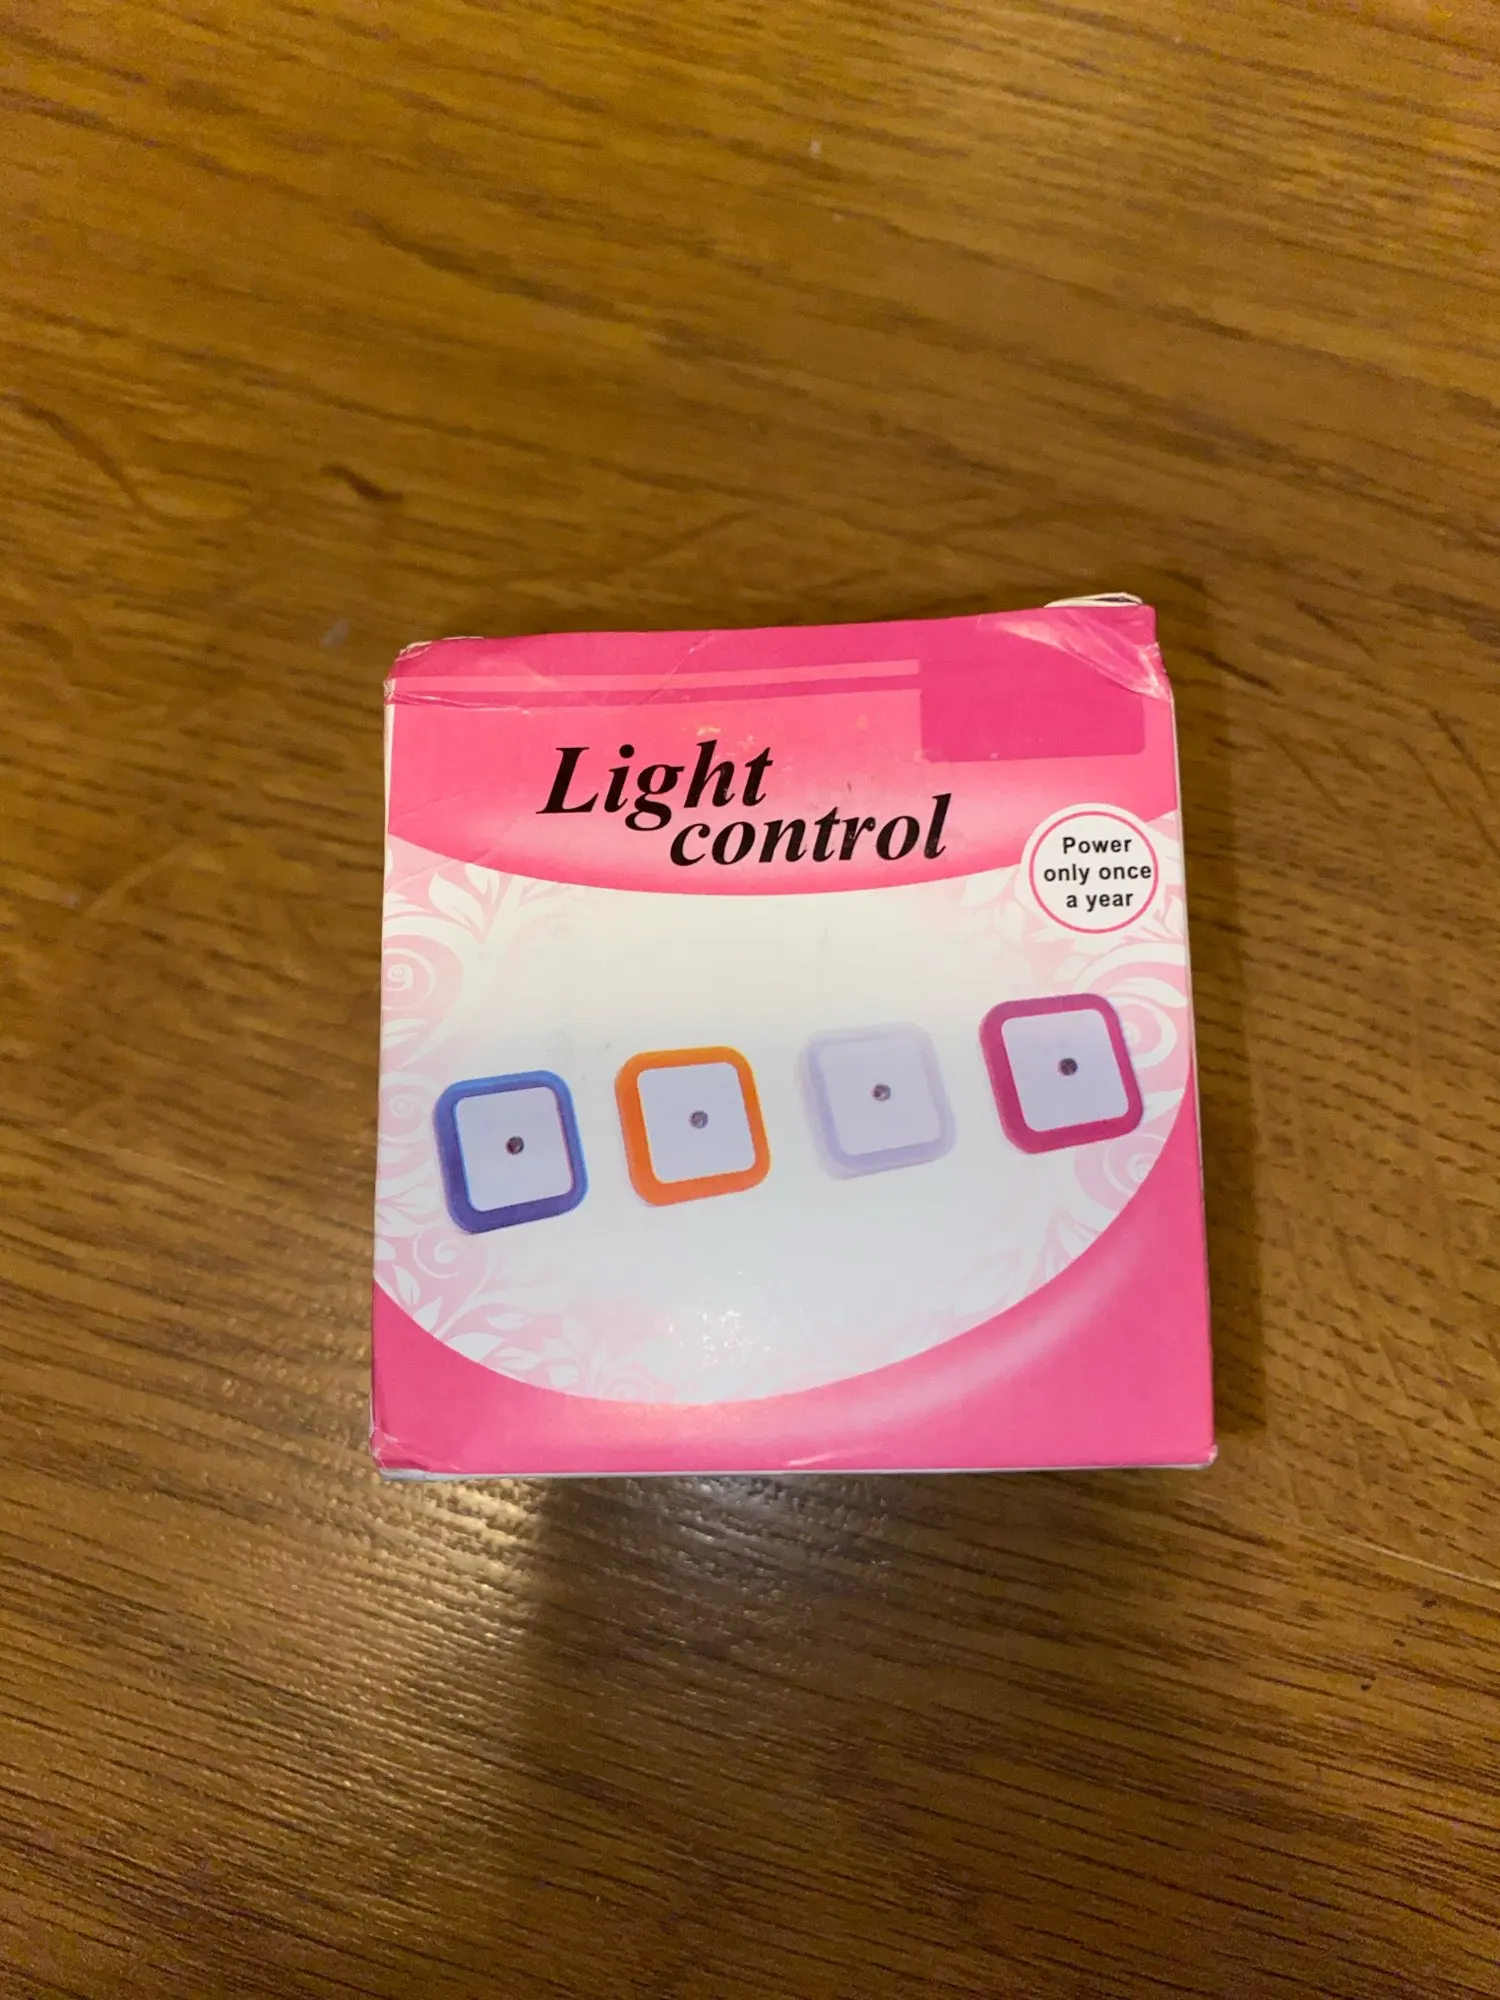 Light
control
Power
only once
a year